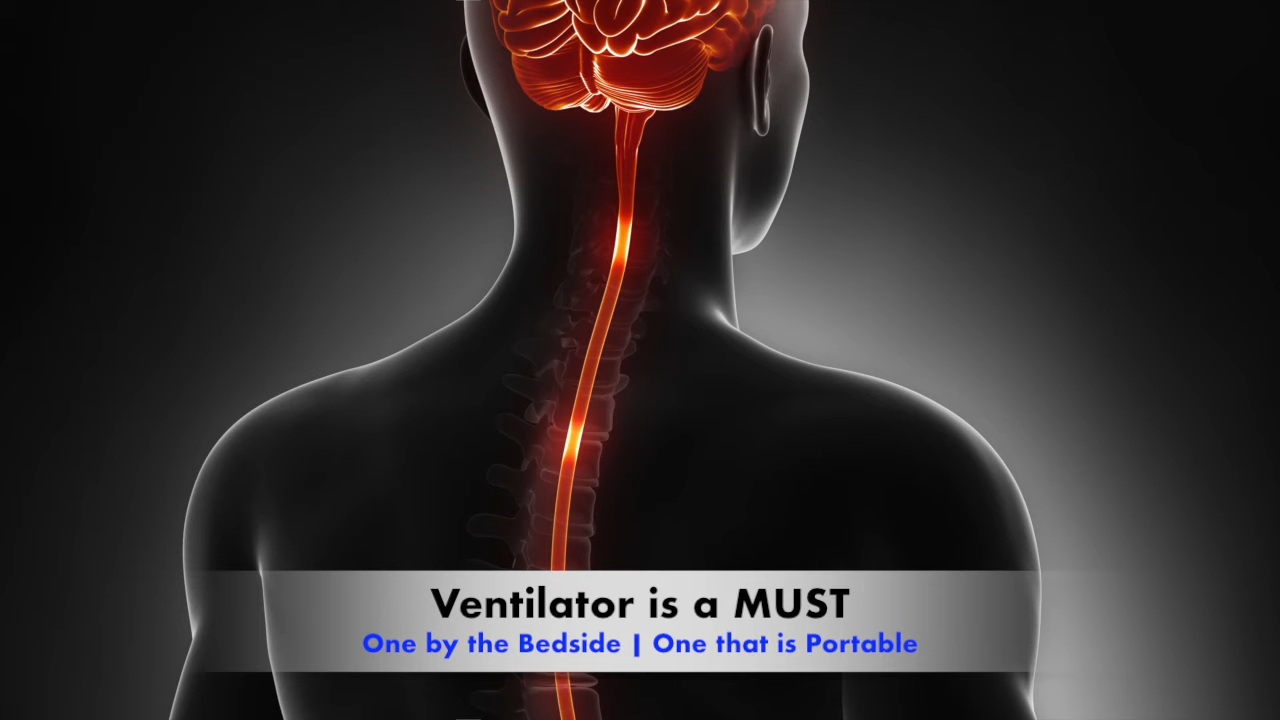 Ventilator is a MUST
One by the Bedside | One that is Portable